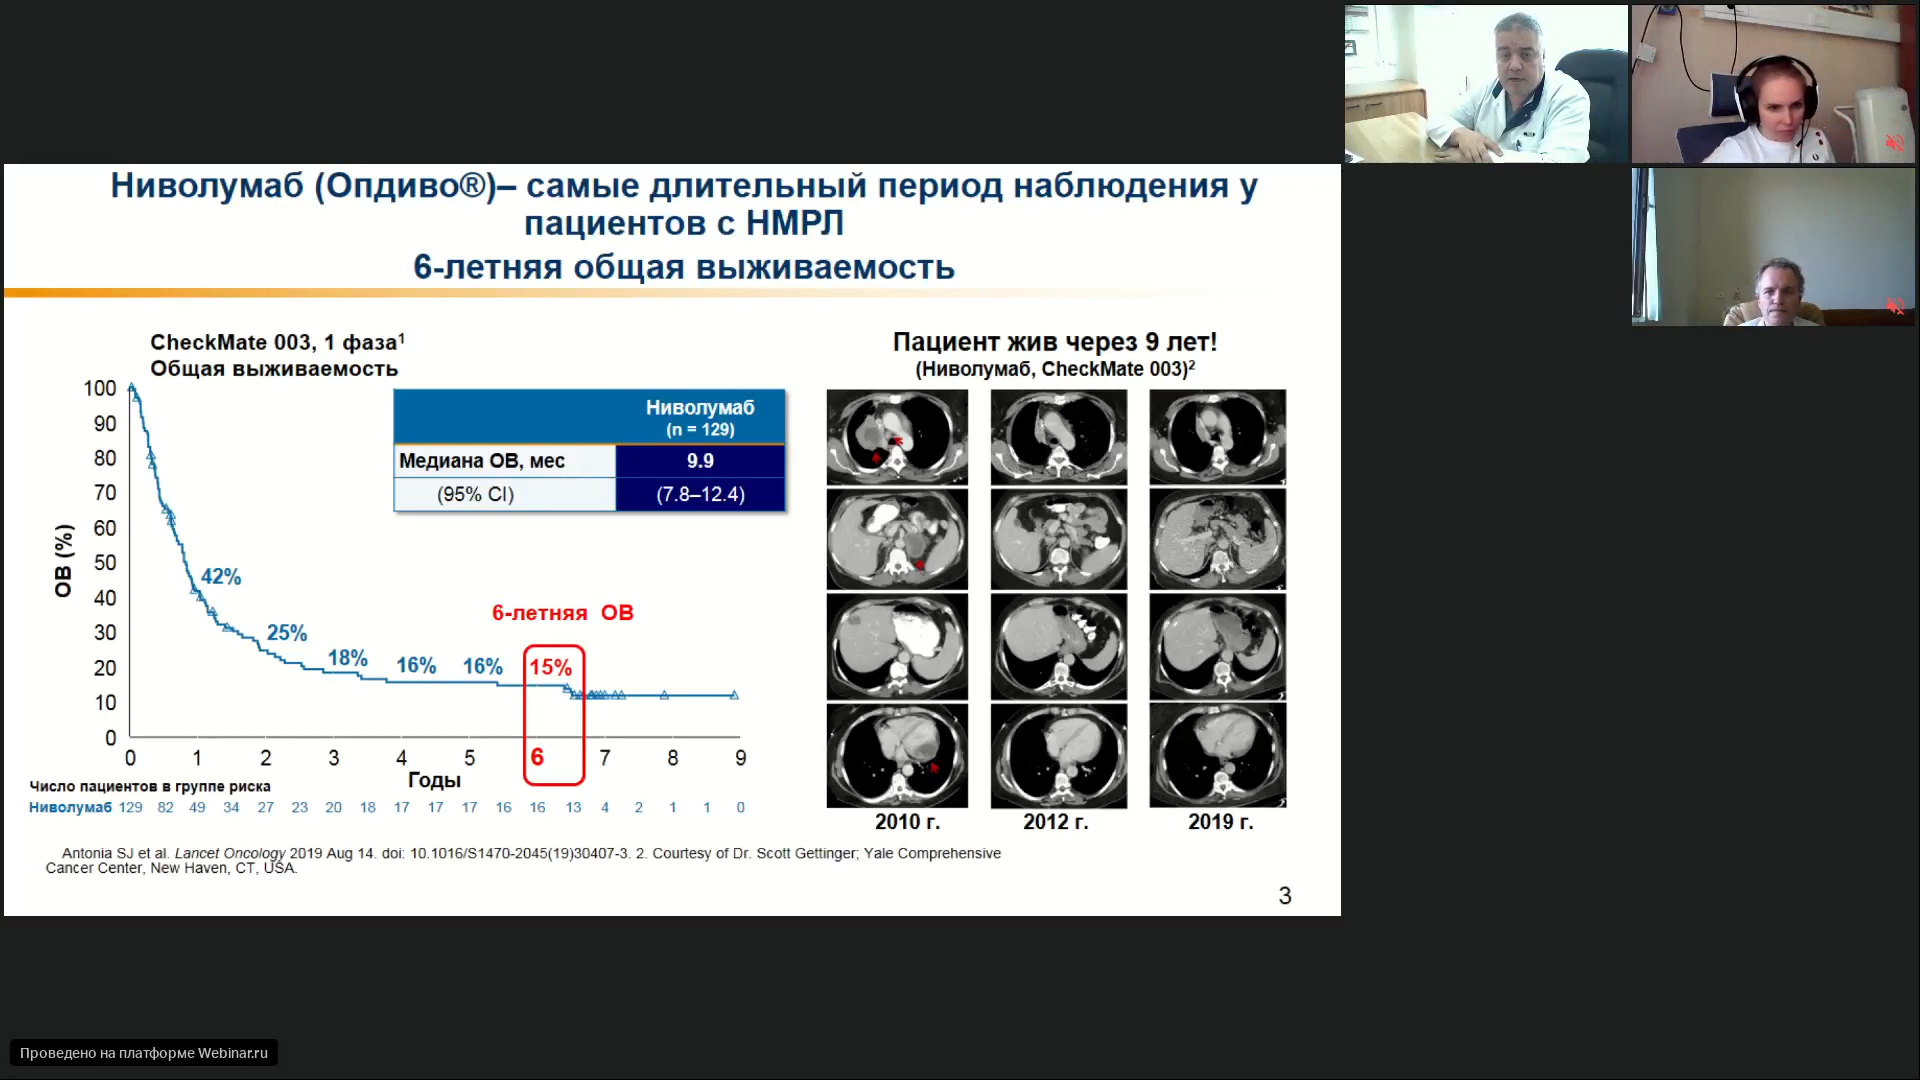 Ниволумаб (Опдиво®)– самые длительный период наблюдения у
пациентов с НМРЛ
6-летняя общая выживаемость
CheckMate 003, 1 фаза¹
Общая выживаемость
100
90
80
70
60
50
40
30
20
10
0
ОВ (%)
Ниволумаб
(n = 129)
Медиана ОВ, мес 9.9
(95% CI) (7.8–12.4)
42%
25%
18%
16%
16%
6-летняя ОВ
15%
0 1 2 3 4 5 6 7 8 9
Годы
Число пациентов в группе риска
Ниволумаб 129 82 49 34 27 23 20 18 17 17 17 16 16 13 4 2 1 1 0
Пациент жив через 9 лет!
(Ниволумаб, CheckMate 003)²
2010 г. 2012 г. 2019 г.
Antonia SJ et al. Lancet Oncology 2019 Aug 14. doi: 10.1016/S1470-2045(19)30407-3. 2. Courtesy of Dr. Scott Gettinger; Yale Comprehensive
Cancer Center, New Haven, CT, USA.
3
Проведено на платформе Webinar.ru